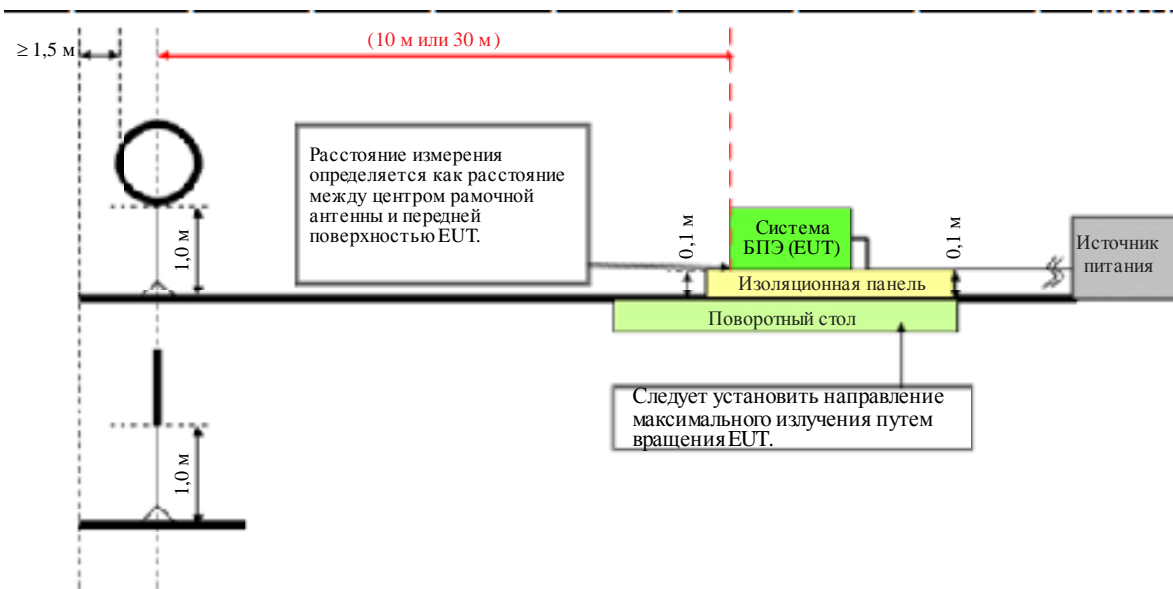 ≥ 1,5 м
(10 м или 30 м)
Расстояние измерения
определяется как расстояние
между центром рамочной
антенны и передней
поверхностью EUT.
1,0 м
0,1 м
Система
БПЭ (EUT)
0,1 м
Источник
питания
Изоляционная панель
Поворотный стол
Следует установить направление
максимального излучения путем
вращения EUT.
1,0 м